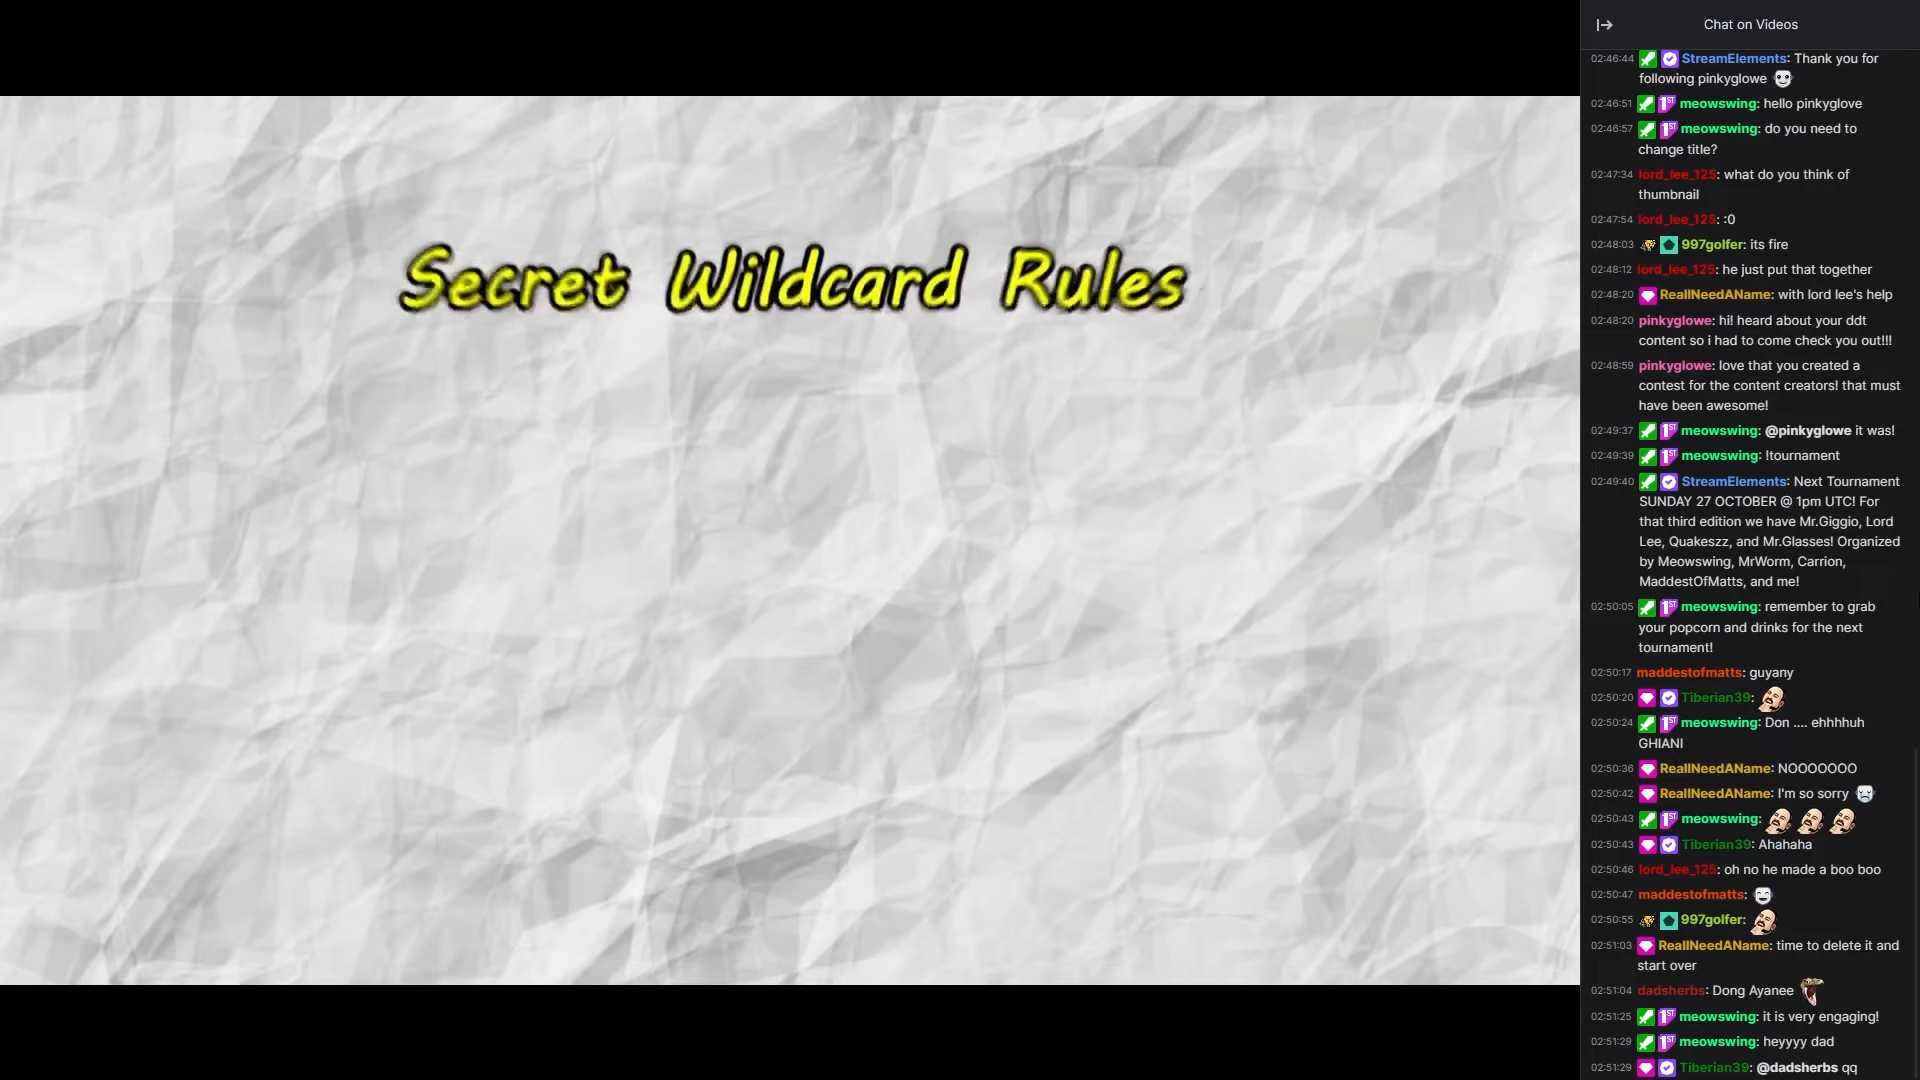 Chat on Videos
Secret Wildcard Rules
02:46:44 StreamElements: Thank you for
following pinkyglowe
02:46:51 meowswing: hello pinkyglove
02:46:57 meowswing: do you need to
change title?
02:47:34 lord_lee_125: what do you think of
thumbnail
02:47:54 lord_lee_125: :0
02:48:03 997golfer: its fire
02:48:12 lord_lee_125: he just put that together
02:48:20 ReallNeedAName: with lord lee's help
02:48:20 pinkyglowe: hi! heard about your ddt
content so i had to come check you out!!!
02:48:59 pinkyglowe: love that you created a
contest for the content creators! that must
have been awesome!
02:49:37 meowswing: @pinkyglowe it was!
02:49:39 meowswing: !tournament
02:49:40 StreamElements: Next Tournament
SUNDAY 27 OCTOBER @ 1pm UTC! For
that third edition we have Mr.Giggio, Lord
Lee, Quakeszz, and Mr.Glasses! Organized
by Meowswing, MrWorm, Carrion,
MaddestOfMatts, and me!
02:50:05 meowswing: remember to grab
your popcorn and drinks for the next
tournament!
02:50:17 maddestofmatts: guyany
02:50:20 Tiberian39:
02:50:24 meowswing: Don .... ehhhhuh
GHIANI
02:50:36 ReallNeedAName: NOOOOOOO
02:50:42 ReallNeedAName: I'm so sorry
02:50:43 meowswing:
02:50:43 Tiberian39: Ahahaha
02:50:46 lord_lee_125: oh no he made a boo boo
02:50:47 maddestofmatts:
02:50:55 997golfer:
02:51:03 ReallNeedAName: time to delete it and
start over
02:51:04 dadsherbs: Dong Ayanee
02:51:25 meowswing: it is very engaging!
02:51:29 meowswing: heyyyy dad
02:51:29 Tiberian39: @dadsherbs qq